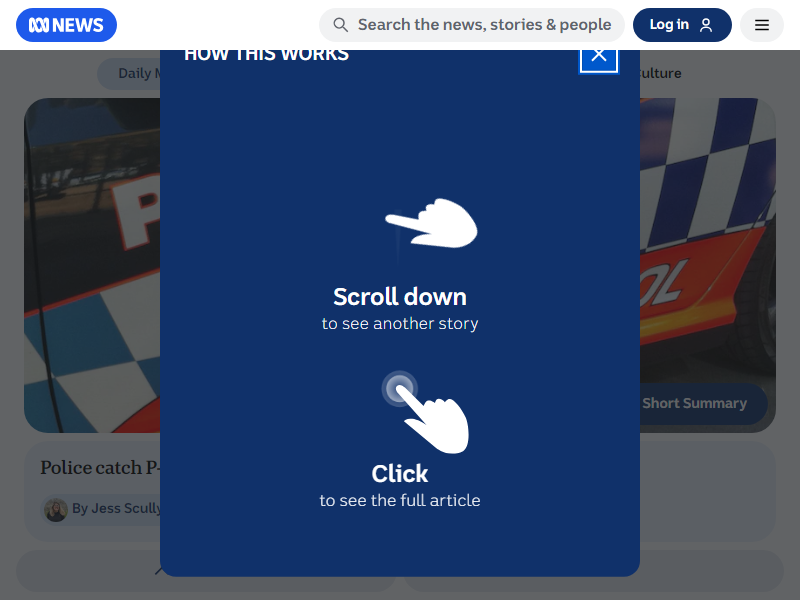 NEWS
Search the news, stories & people
Log in
HOW THIS WORKS
Daily
ulture
P
OL
Scroll down
to see another story
Click
to see the full article
Short Summary
Police catch P-
By Jess Scully